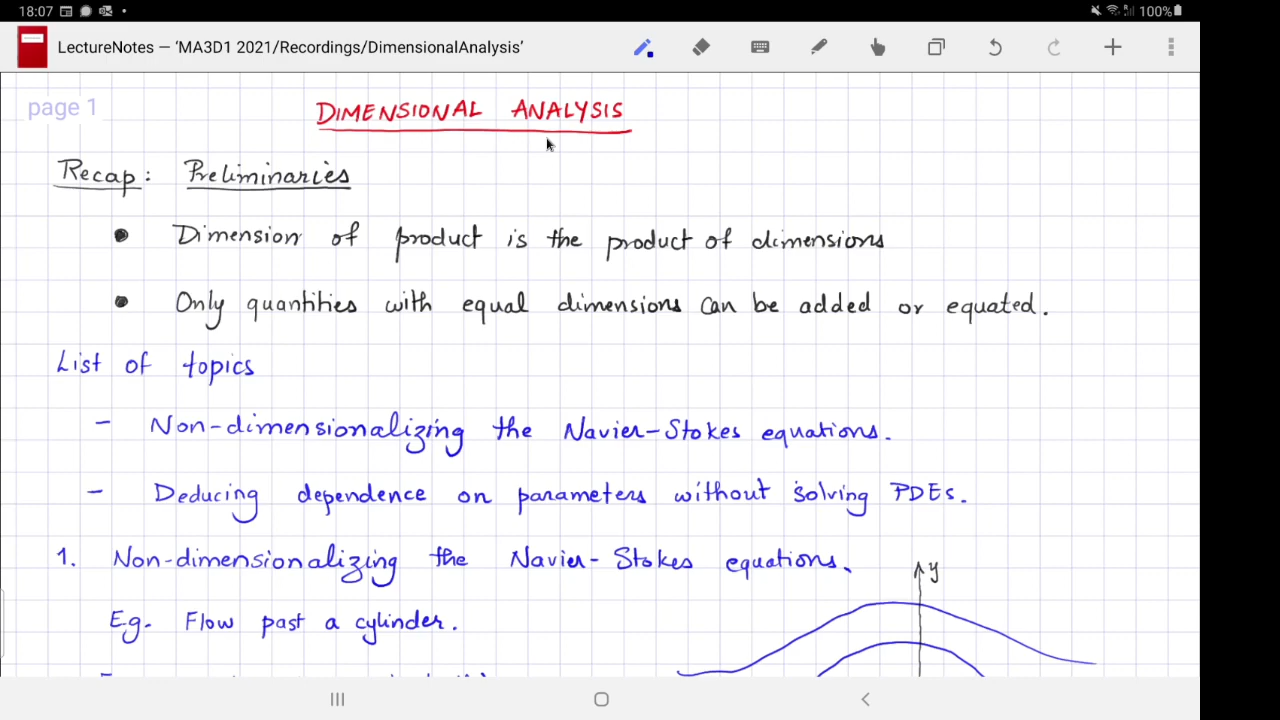 18:07
100%
LectureNotes — ‘MA3D1 2021/Recordings/DimensionalAnalysis’
page 1
DIMENSIONAL ANALYSIS
Recap: Preliminaries
• Dimension of product is the product of dimensions
• Only quantities with equal dimensions can be added or equated.
List of topics
- Non-dimensionalizing the Navier-Stokes equations.
- Deducing dependence on parameters without solving PDEs.
1. Non-dimensionalizing the Navier-Stokes equations.
y
Eg. Flow past a cylinder.